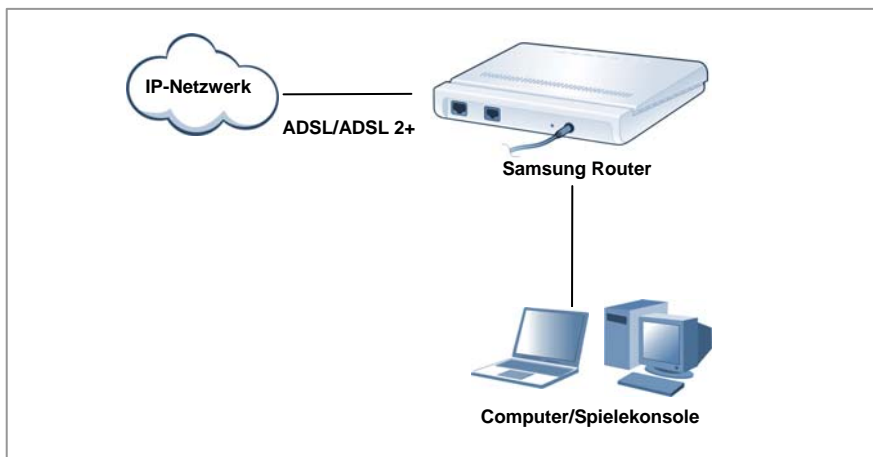 IP-Netzwerk
ADSL/ADSL 2+
Samsung Router
Computer/Spielekonsole